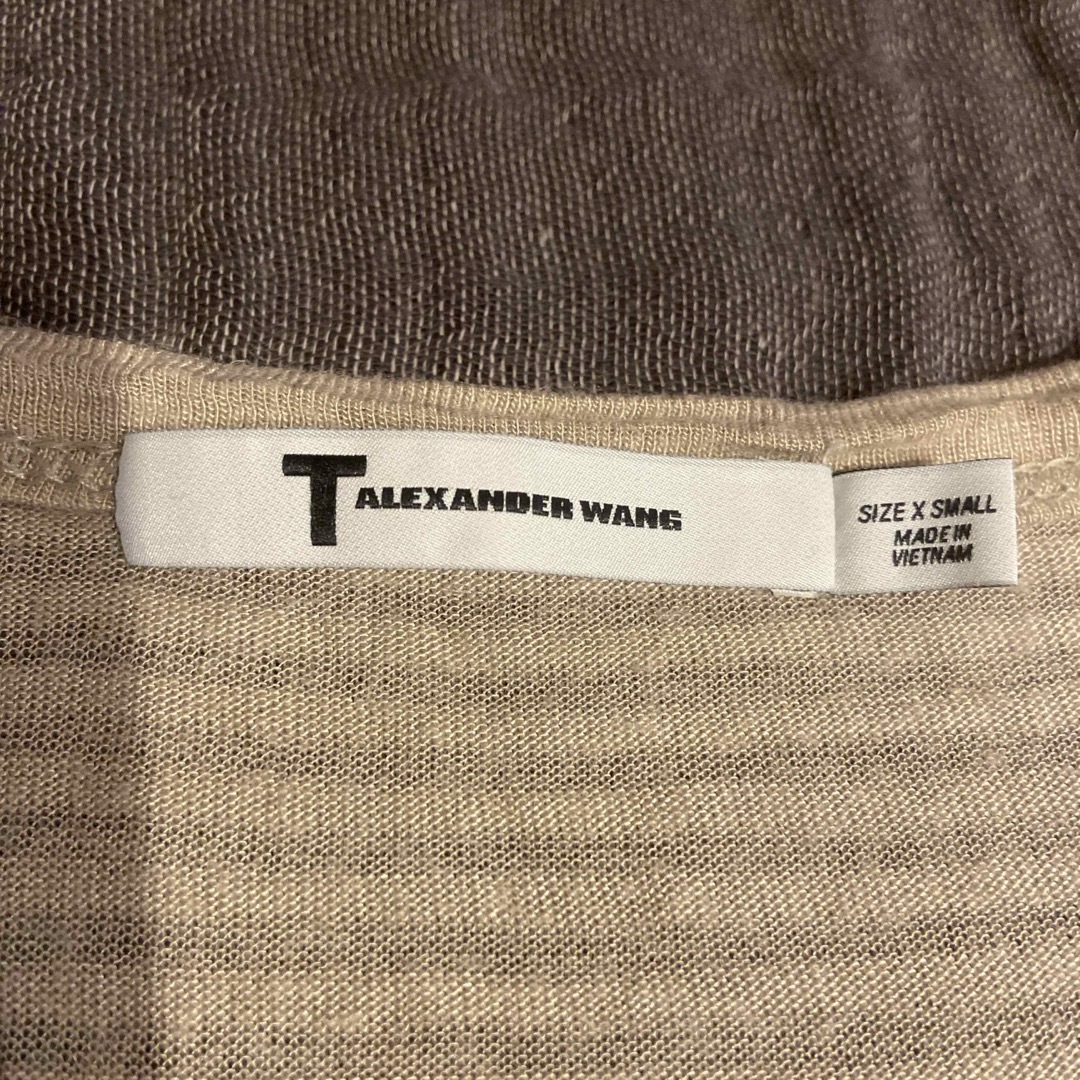 T ALEXANDER WANG
SIZE X SMALL
MADE IN
VIETNAM